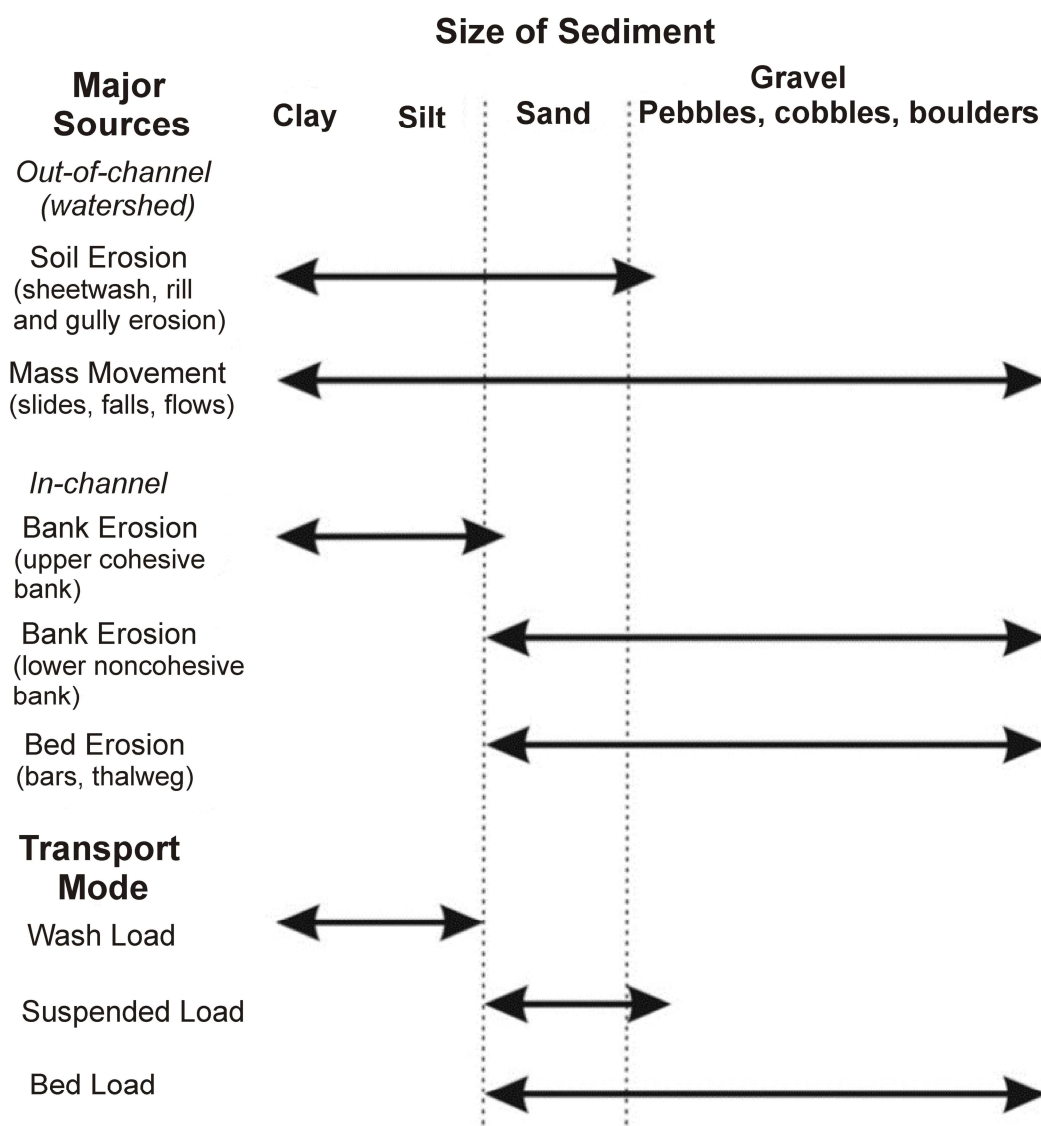 Size of Sediment
Major
Sources
Clay
Silt
Sand
Gravel
Pebbles, cobbles, boulders
Out-of-channel
(watershed)
Soil Erosion
(sheetwash, rill
and gully erosion)
Mass Movement
(slides, falls, flows)
In-channel
Bank Erosion
(upper cohesive
bank)
Bank Erosion
(lower noncohesive
bank)
Bed Erosion
(bars, thalweg)
Transport
Mode
Wash Load
Suspended Load
Bed Load